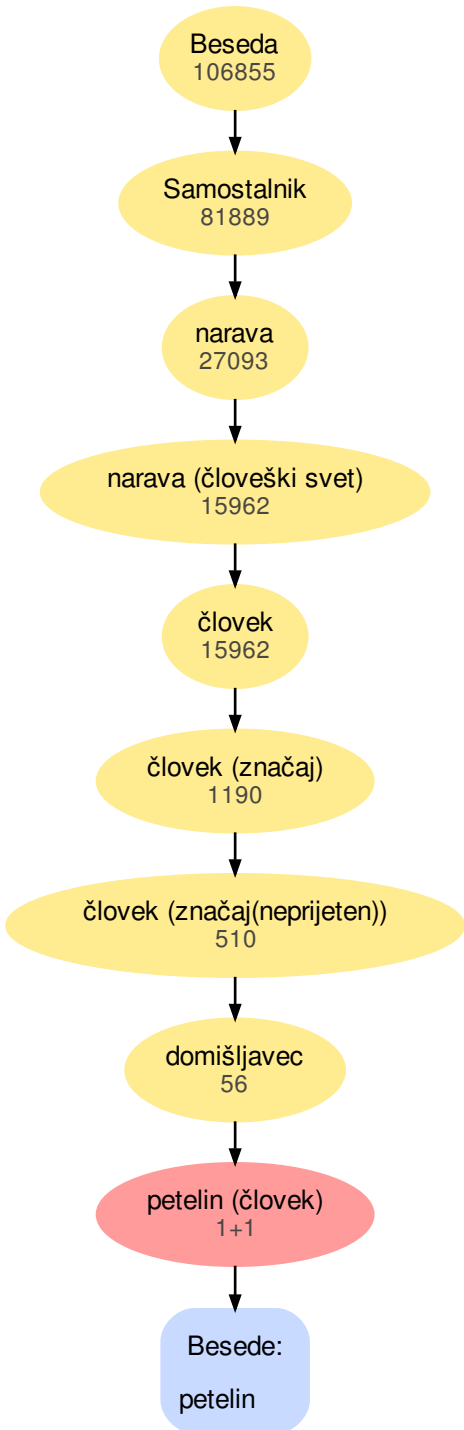 Beseda
106855
Samostalnik
81889
narava
27093
narava (človeški svet)
15962
človek
15962
človek (značaj)
1190
človek (značaj(neprijeten))
510
domišljavec
56
petelin (človek)
1+1
Besede:
petelin